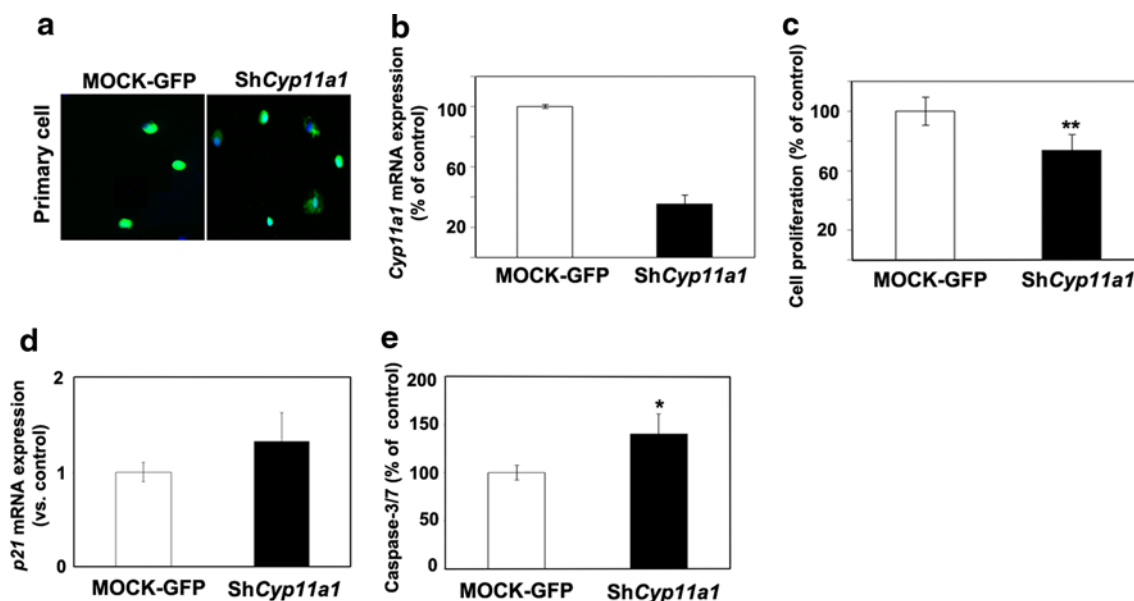 a
MOCK-GFP ShCyp11a1
Primary cell
b
Cyp11a1 mRNA expression
(% of control)
100
60
20
MOCK-GFP ShCyp11a1
c
Cell proliferation (% of control)
100
60
20
**
MOCK-GFP ShCyp11a1
d
p21 mRNA expression
(vs. control)
2
1
0
MOCK-GFP ShCyp11a1
e
Caspase-3/7 (% of control)
200
150
100
50
0
*
MOCK-GFP ShCyp11a1